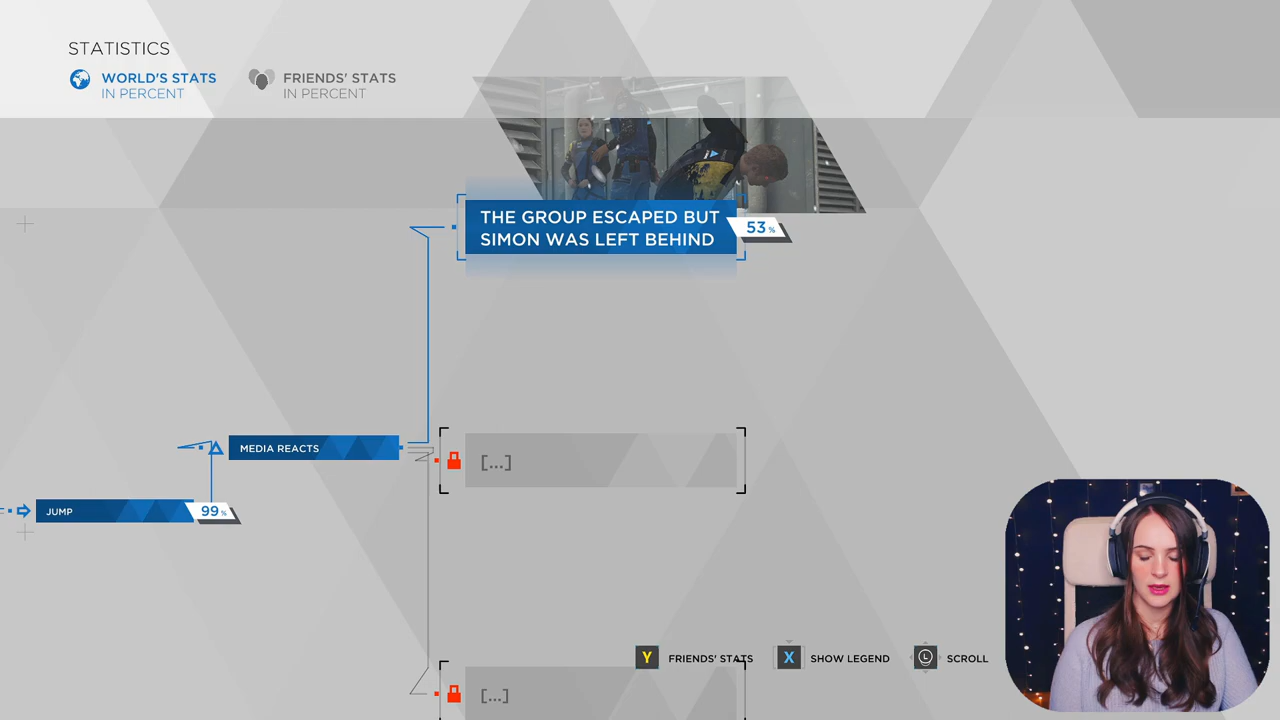 STATISTICS
WORLD'S STATS
IN PERCENT
FRIENDS' STATS
IN PERCENT
THE GROUP ESCAPED BUT
SIMON WAS LEFT BEHIND
53%
MEDIA REACTS
[...]
JUMP
99%
Y FRIENDS' STATS
X SHOW LEGEND
L SCROLL
[...]